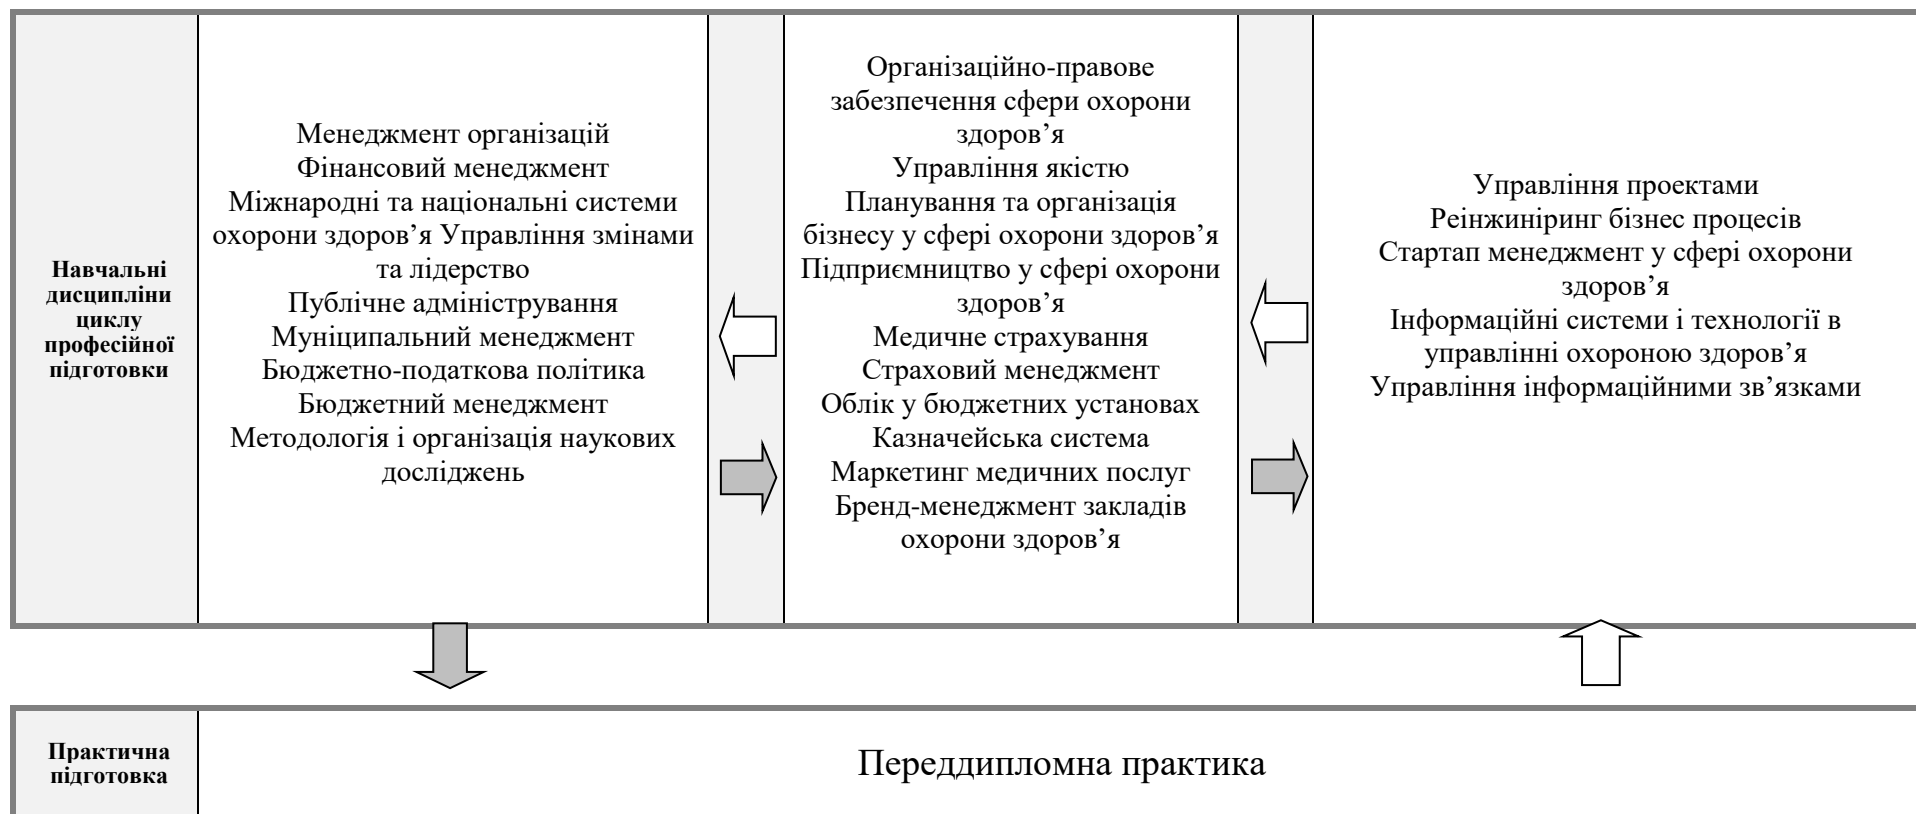 Навчальні
дисципліни
циклу
професійної
підготовки
Менеджмент організацій
Фінансовий менеджмент
Міжнародні та національні системи
охорони здоров’я Управління змінами
та лідерство
Публічне адміністрування
Муніципальний менеджмент
Бюджетно-податкова політика
Бюджетний менеджмент
Методологія і організація наукових
досліджень
Організаційно-правове
забезпечення сфери охорони
здоров’я
Управління якістю
Планування та організація
бізнесу у сфері охорони здоров’я
Підприємництво у сфері охорони
здоров’я
Медичне страхування
Страховий менеджмент
Облік у бюджетних установах
Казначейська система
Маркетинг медичних послуг
Бренд-менеджмент закладів
охорони здоров’я
Управління проектами
Реінжиніринг бізнес процесів
Стартап менеджмент у сфері охорони
здоров’я
Інформаційні системи і технології в
управлінні охороною здоров’я
Управління інформаційними зв’язками
Практична
підготовка
Переддипломна практика